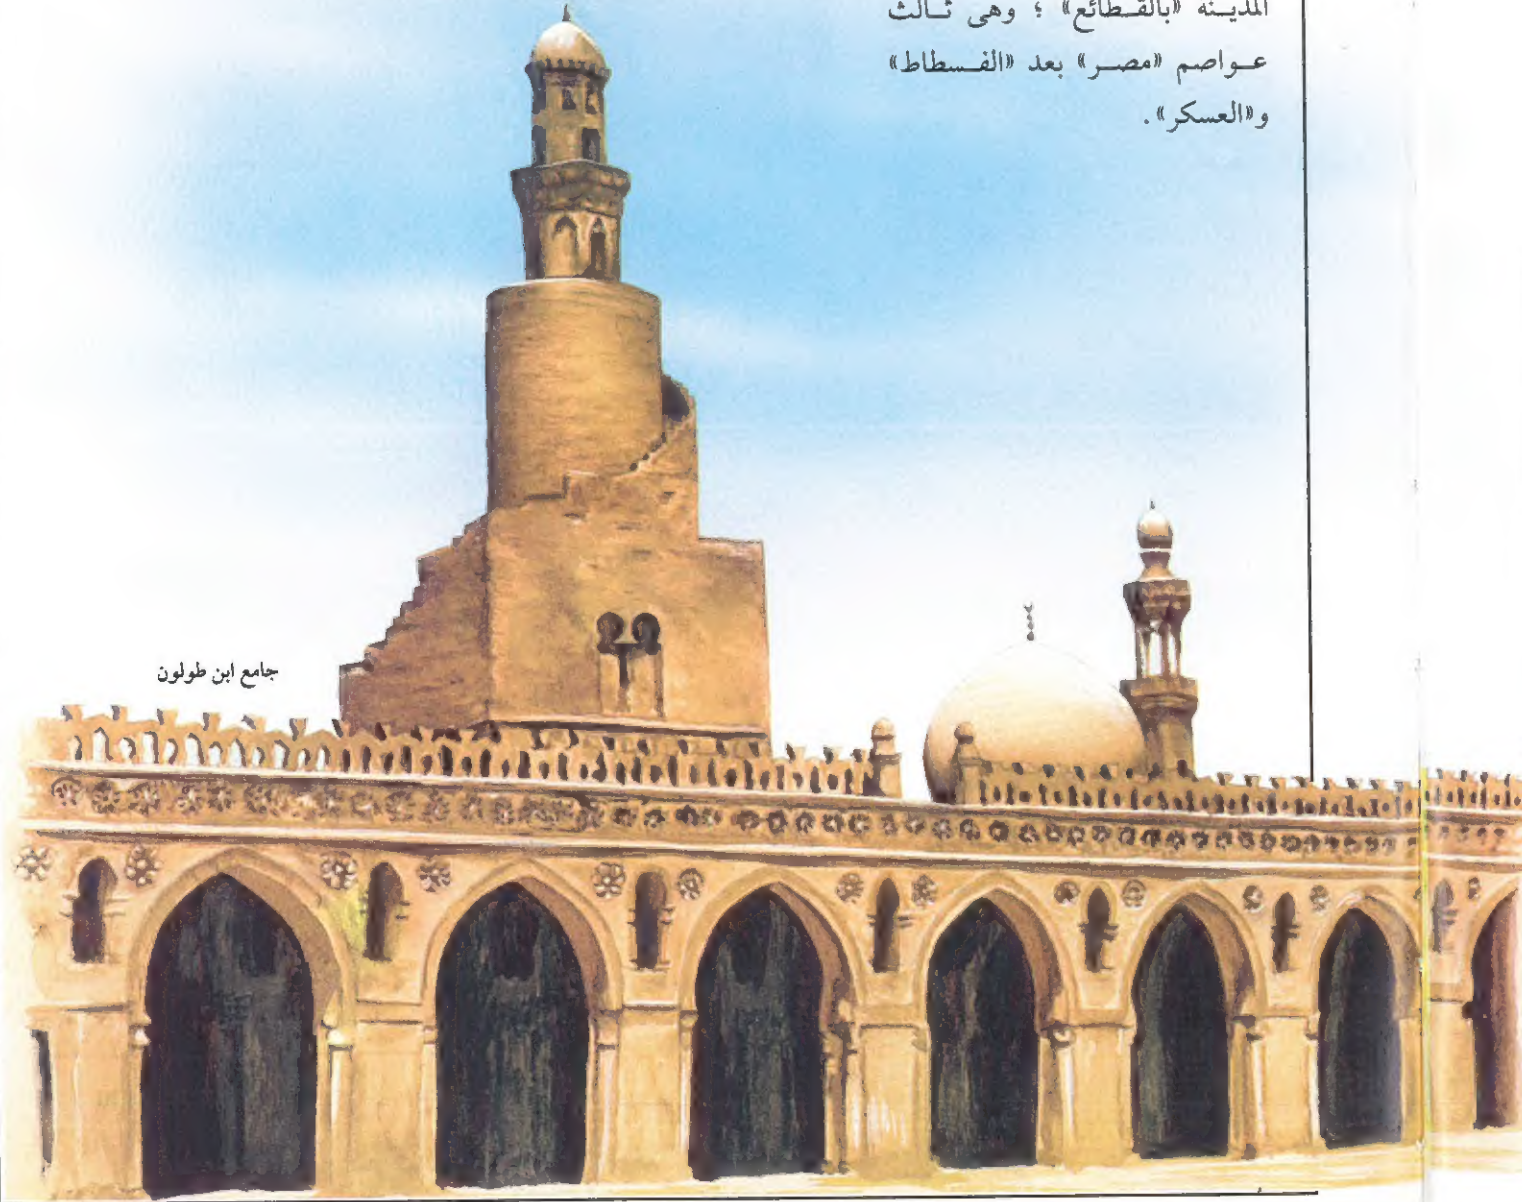 المدينة «بالقطائع» ؛ وهى ثالث
عواصم «مصر» بعد «الفسطاط»
و«العسكر».
جامع ابن طولون